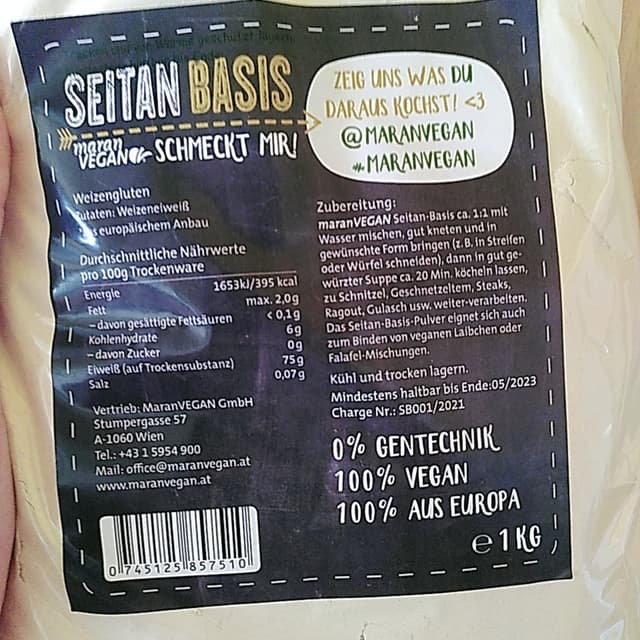 SEITAN BASIS
maran
VEGAN SCHMECKT MIR!
ZEIG UNS WAS DU
DARAUS KOCHST! <3
@MARANVEGAN
#MARANVEGAN
Weizengluten
Zutaten: Weizeneiweiß
aus europäischem Anbau
Durchschnittliche Nährwerte
pro 100g Trockenware
Energie 1653kJ/395 kcal
Fett max. 2,0g
– davon gesättigte Fettsäuren < 0,1g
Kohlenhydrate 6g
– davon Zucker 0g
Eiweiß (auf Trockensubstanz) 75g
Salz 0,07g
Vertrieb: MaranVEGAN GmbH
Stumpergasse 57
A-1060 Wien
Tel.: +43 1 5954 900
Mail: office@maranvegan.at
www.maranvegan.at
0 745125 857510
Zubereitung:
maranVEGAN Seitan-Basis ca. 1:1 mit
Wasser mischen, gut kneten und in
gewünschte Form bringen (z.B. in Streifen
oder Würfel schneiden), dann in gut ge-
würzter Suppe ca. 20 Min. köcheln lassen,
zu Schnitzel, Geschnetzeltem, Steaks,
Ragout, Gulasch usw. weiter-verarbeiten.
Das Seitan-Basis-Pulver eignet sich auch
zum Binden von veganen Laibchen oder
Falafel-Mischungen.
Kühl und trocken lagern.
Mindestens haltbar bis Ende:05/2023
Charge Nr.: SB001/2021
0% GENTECHNIK
100% VEGAN
100% AUS EUROPA
e 1 KG